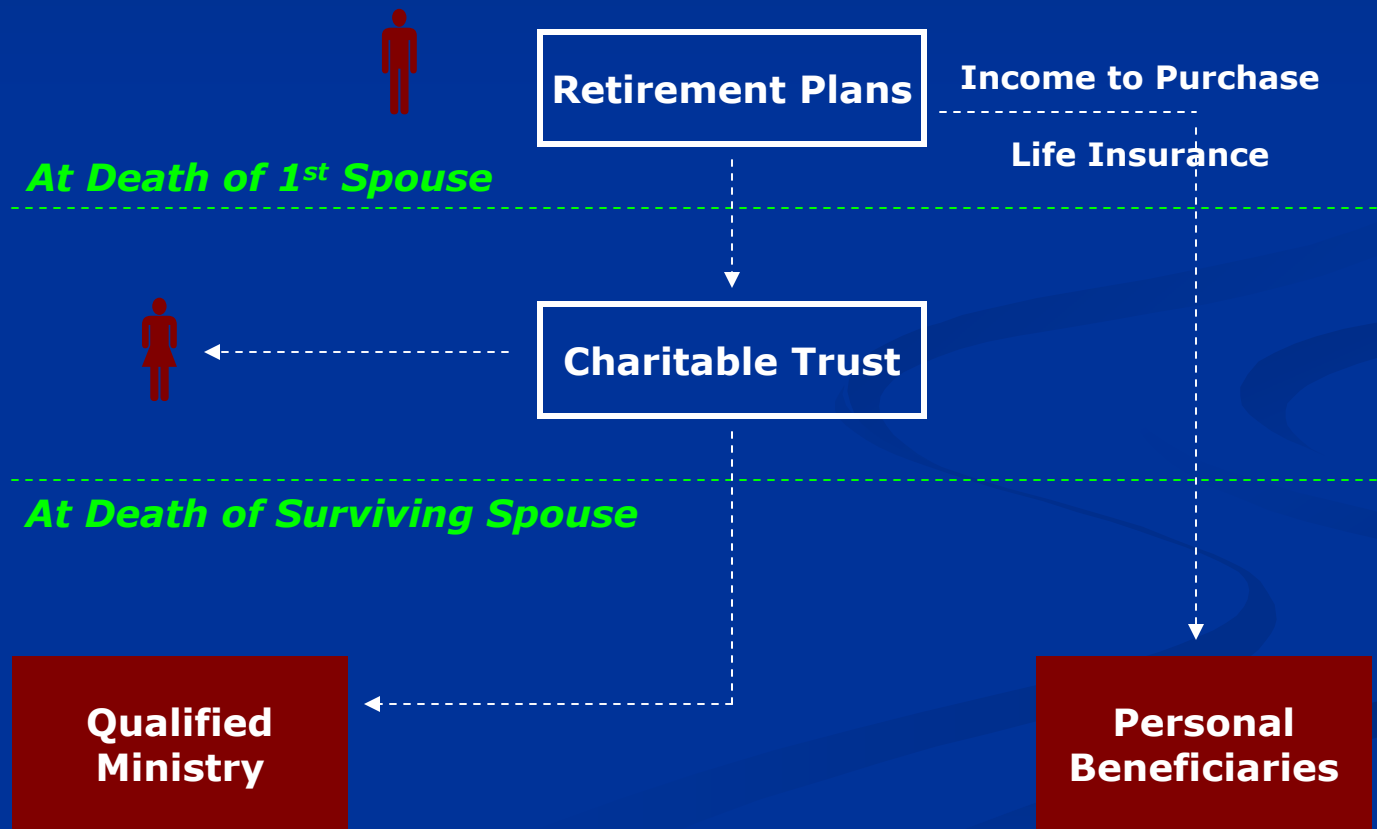 Retirement Plans
Income to Purchase
Life Insurance
At Death of 1st Spouse
Charitable Trust
At Death of Surviving Spouse
Qualified
Ministry
Personal
Beneficiaries